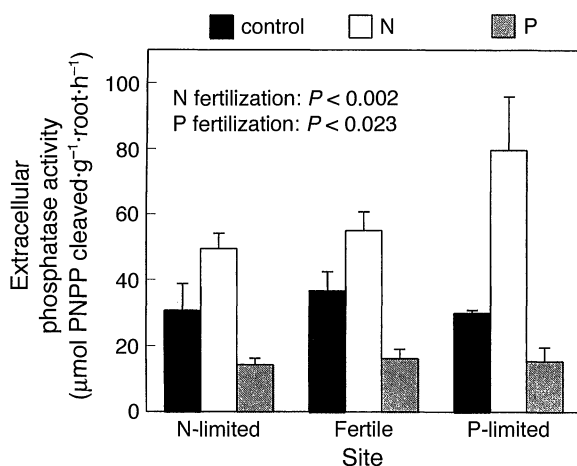 control N P
Extracellular
phosphatase activity
(µmol PNPP cleaved·g⁻¹·root·h⁻¹)
100
80
60
40
20
0
N fertilization: P < 0.002
P fertilization: P < 0.023
N-limited Fertile P-limited
Site